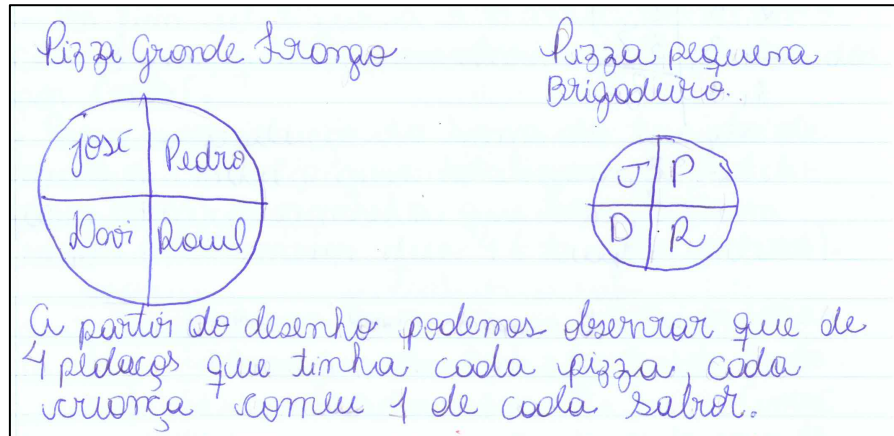 Pizza Grande Frango
Pizza pequena
Brigadeiro.
José
Pedro
Davi
Raul
J
P
D
R
A partir do desenho podemos observar que de
4 pedaços que tinha cada pizza, cada
criança comeu 1 de cada sabor.